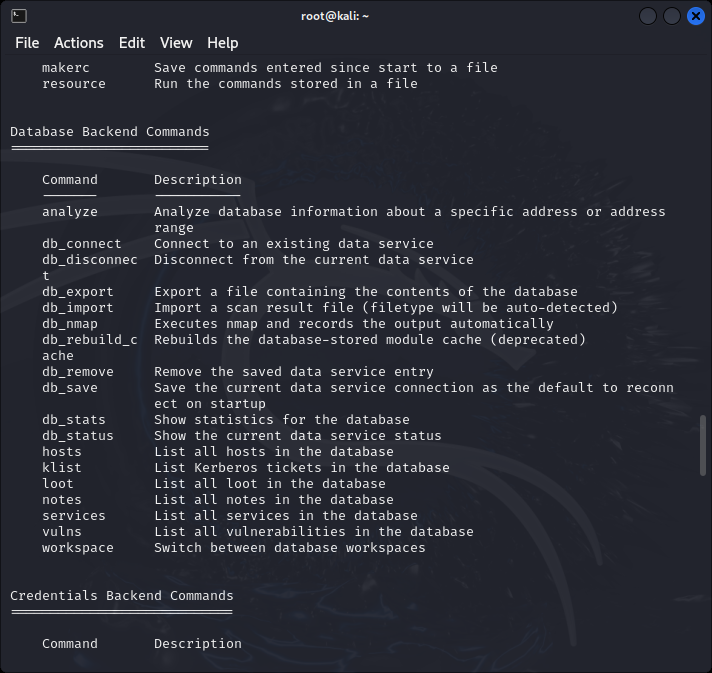 root@kali: ~
File Actions Edit View Help
makerc Save commands entered since start to a file
resource Run the commands stored in a file
Database Backend Commands
=========================
Command Description
------- -----------
analyze Analyze database information about a specific address or address
range
db_connect Connect to an existing data service
db_disconnec Disconnect from the current data service
t
db_export Export a file containing the contents of the database
db_import Import a scan result file (filetype will be auto-detected)
db_nmap Executes nmap and records the output automatically
db_rebuild_c Rebuilds the database-stored module cache (deprecated)
ache
db_remove Remove the saved data service entry
db_save Save the current data service connection as the default to reconn
ect on startup
db_stats Show statistics for the database
db_status Show the current data service status
hosts List all hosts in the database
klist List Kerberos tickets in the database
loot List all loot in the database
notes List all notes in the database
services List all services in the database
vulns List all vulnerabilities in the database
workspace Switch between database workspaces
Credentials Backend Commands
============================
Command Description